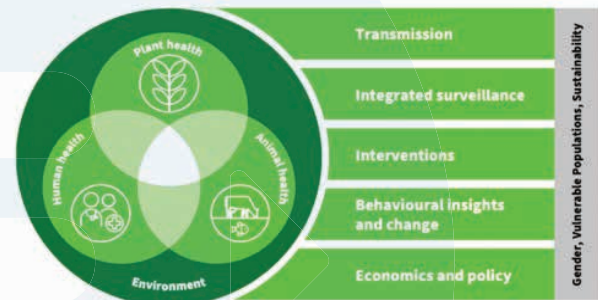 Plant health
Human health
Animal health
Environment
Transmission
Integrated surveillance
Interventions
Behavioural insights
and change
Economics and policy
Gender, Vulnerable Populations, Sustainability